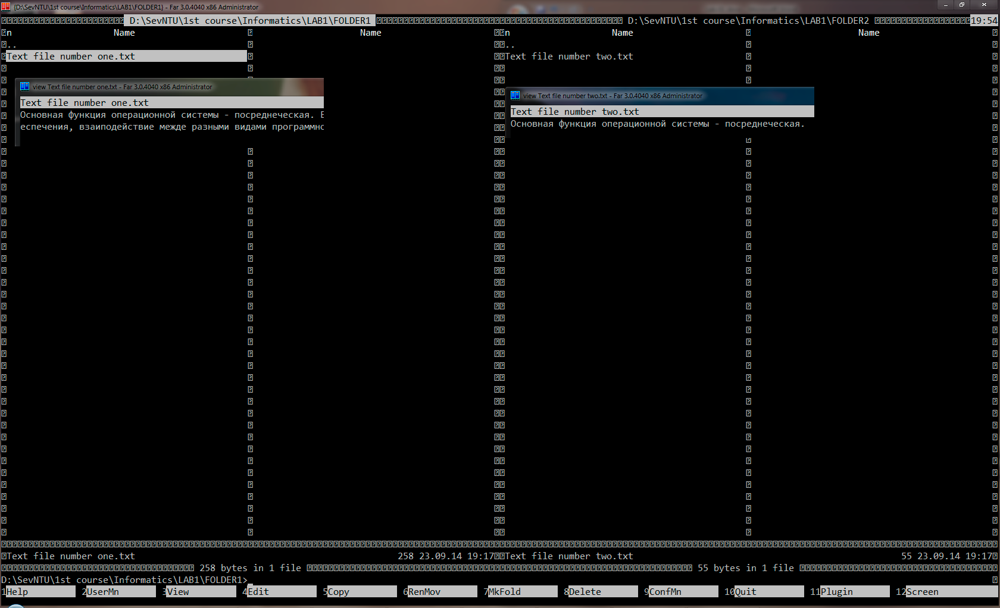 {D:\SevNTU\1st course\Informatics\LAB1\FOLDER1} - Far 3.0.4040 x86 Administrator
D:\SevNTU\1st course\Informatics\LAB1\FOLDER1 D:\SevNTU\1st course\Informatics\LAB1\FOLDER2 19:54
n Name Name n Name Name
.. ..
Text file number one.txt Text file number two.txt
view Text file number one.txt - Far 3.0.4040 x86 Administrator
Text file number one.txt
Основная функция операционной системы - посреднеческая.
еспечения, взаиподействие межде разными видами программно
view Text file number two.txt - Far 3.0.4040 x86 Administrator
Text file number two.txt
Основная функция операционной системы - посреднеческая.
Text file number one.txt 258 23.09.14 19:17 Text file number two.txt 55 23.09.14 19:17
258 bytes in 1 file 55 bytes in 1 file
D:\SevNTU\1st course\Informatics\LAB1\FOLDER1>
1Help 2UserMn 3View 4Edit 5Copy 6RenMov 7MkFold 8Delete 9ConfMn 10Quit 11Plugin 12Screen